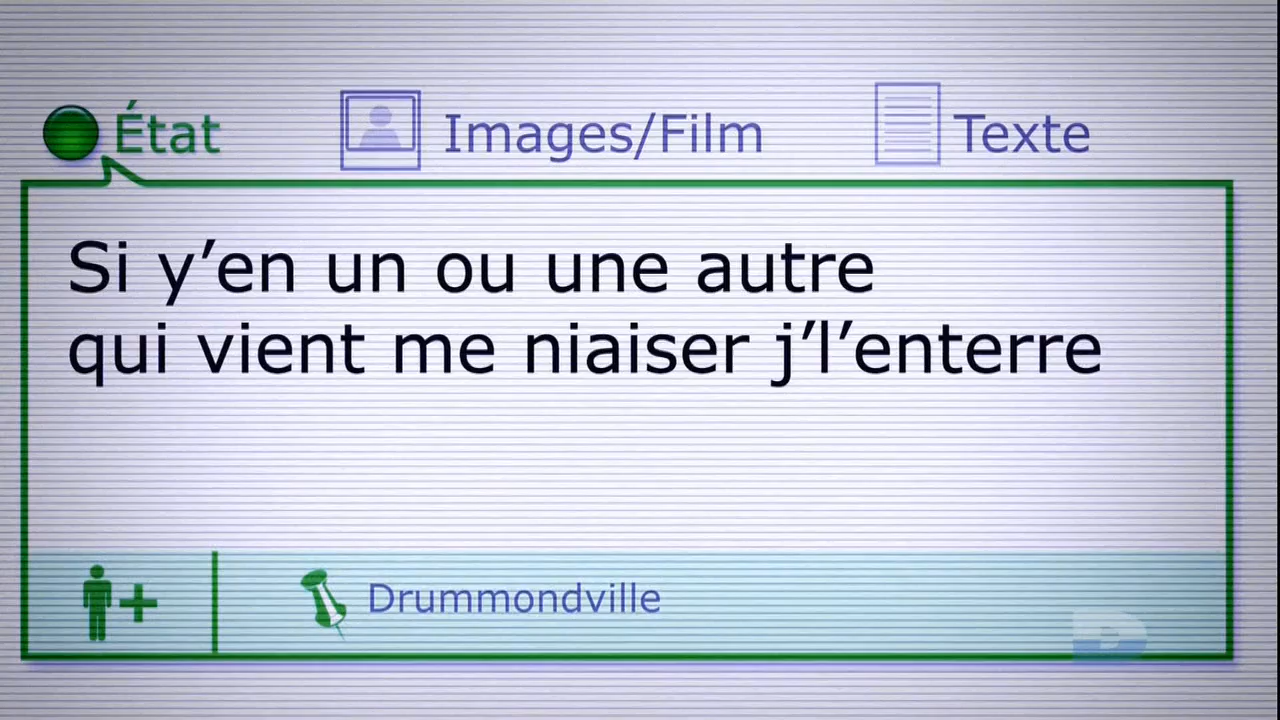 État
Images/Film
Texte
Si y’en un ou une autre
qui vient me niaiser j’l’enterre
Drummondville
D